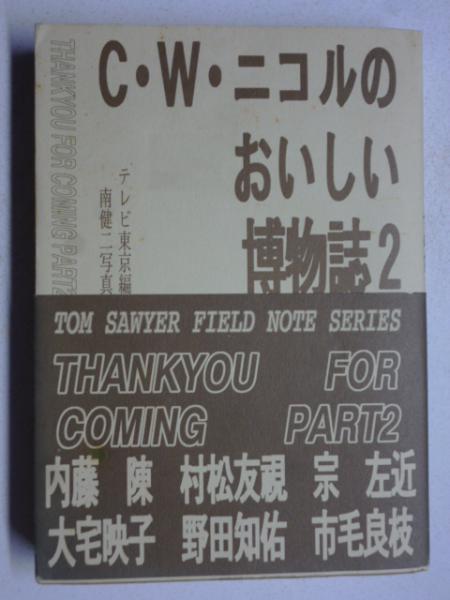 C・W・ニコルの
おいしい
博物誌2
テレビ東京編
南健二写真
THANKYOU FOR COMING PART2
TOM SAWYER FIELD NOTE SERIES
THANKYOU FOR
COMING PART2
内藤 陳 村松友視 宗 左近
大宅映子 野田知佑 市毛良枝